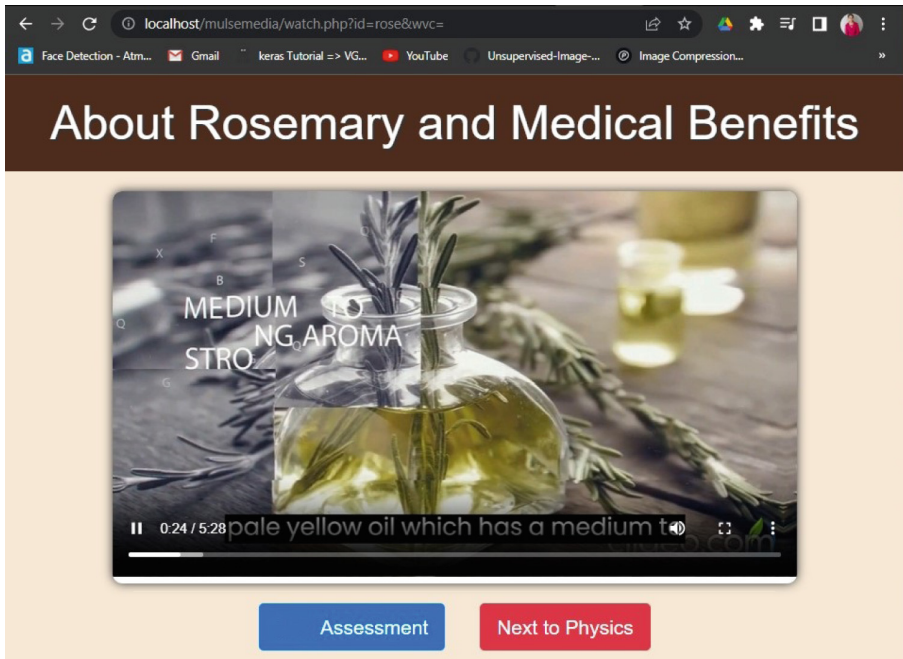 localhost/mulsemedia/watch.php?id=rose&wvc=
Face Detection - Atm... Gmail keras Tutorial => VG... YouTube Unsupervised-Image-... Image Compression... »
About Rosemary and Medical Benefits
F
X
S
B
MEDIUM TO
Q
NG AROMA
STRO
G
0:24 / 5:28
pale yellow oil which has a medium t
Assessment
Next to Physics